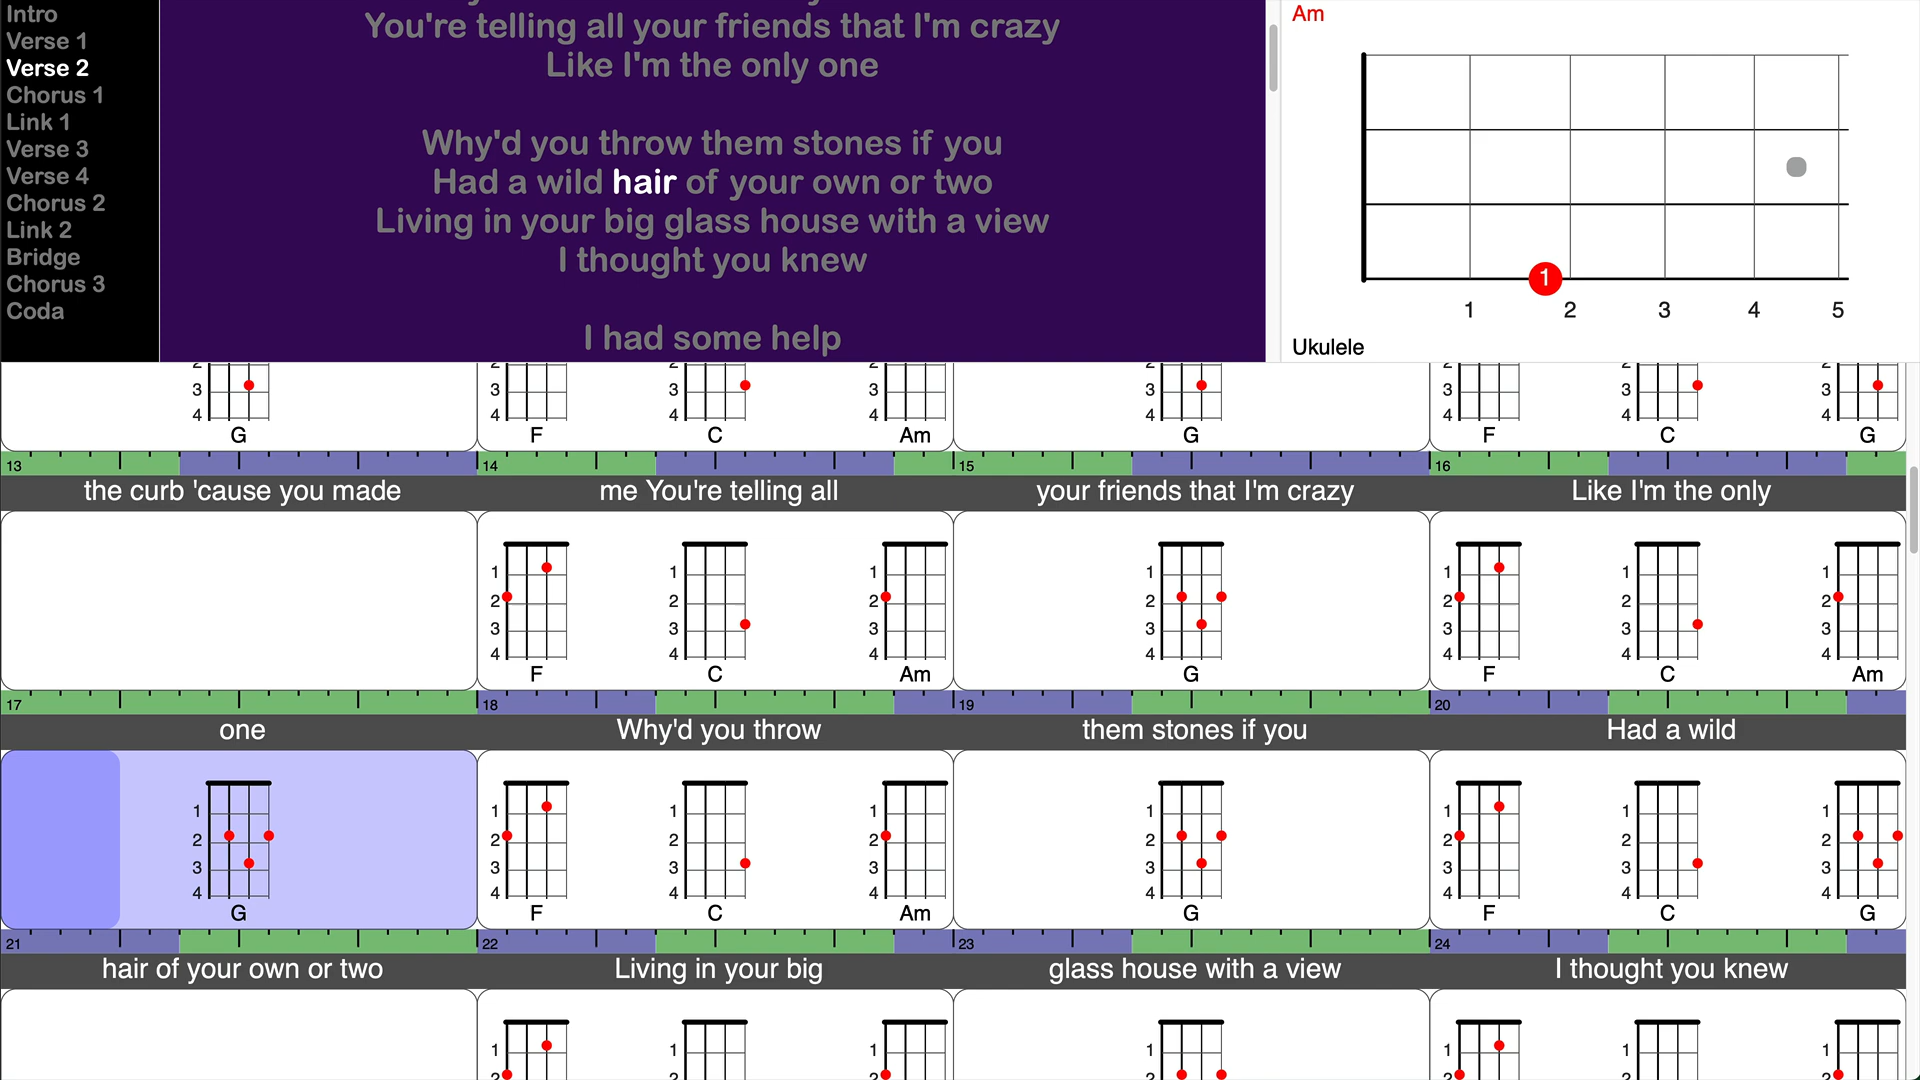 Intro
Verse 1
Verse 2
Chorus 1
Link 1
Verse 3
Verse 4
Chorus 2
Link 2
Bridge
Chorus 3
Coda
You're telling all your friends that I'm crazy
Like I'm the only one
Why'd you throw them stones if you
Had a wild hair of your own or two
Living in your big glass house with a view
I thought you knew
I had some help
Am
1
1 2 3 4 5
Ukulele
3 3 3 3 3
4 4 4 4 4 4 4
G F C Am G F C G
13 14 15 16
the curb 'cause you made me You're telling all your friends that I'm crazy Like I'm the only
1 1 1 1 1 1 1
2 2 2 2 2 2 2
3 3 3 3 3 3 3
4 4 4 4 4 4 4
F C Am G F C Am
17 18 19 20
one Why'd you throw them stones if you Had a wild
1 1 1 1 1 1 1 1
2 2 2 2 2 2 2 2
3 3 3 3 3 3 3 3
4 4 4 4 4 4 4 4
G F C Am G F C G
21 22 23 24
hair of your own or two Living in your big glass house with a view I thought you knew
1 1 1 1 1 1 1